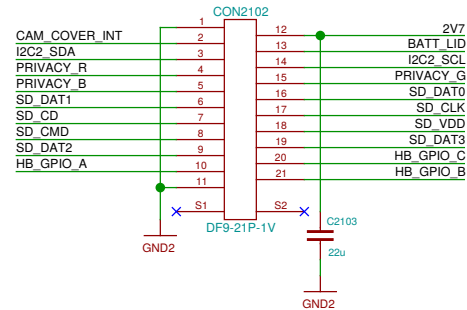 CON2102
1
12
2V7
CAM_COVER_INT
2
13
BATT_LID
I2C2_SDA
3
14
I2C2_SCL
PRIVACY_R
4
15
PRIVACY_G
PRIVACY_B
5
16
SD_DAT0
SD_DAT1
6
17
SD_CLK
SD_CD
7
18
SD_VDD
SD_CMD
8
19
SD_DAT3
SD_DAT2
9
20
HB_GPIO_C
HB_GPIO_A
10
21
HB_GPIO_B
11
S1
S2
DF9-21P-1V
C2103
22u
GND2
GND2